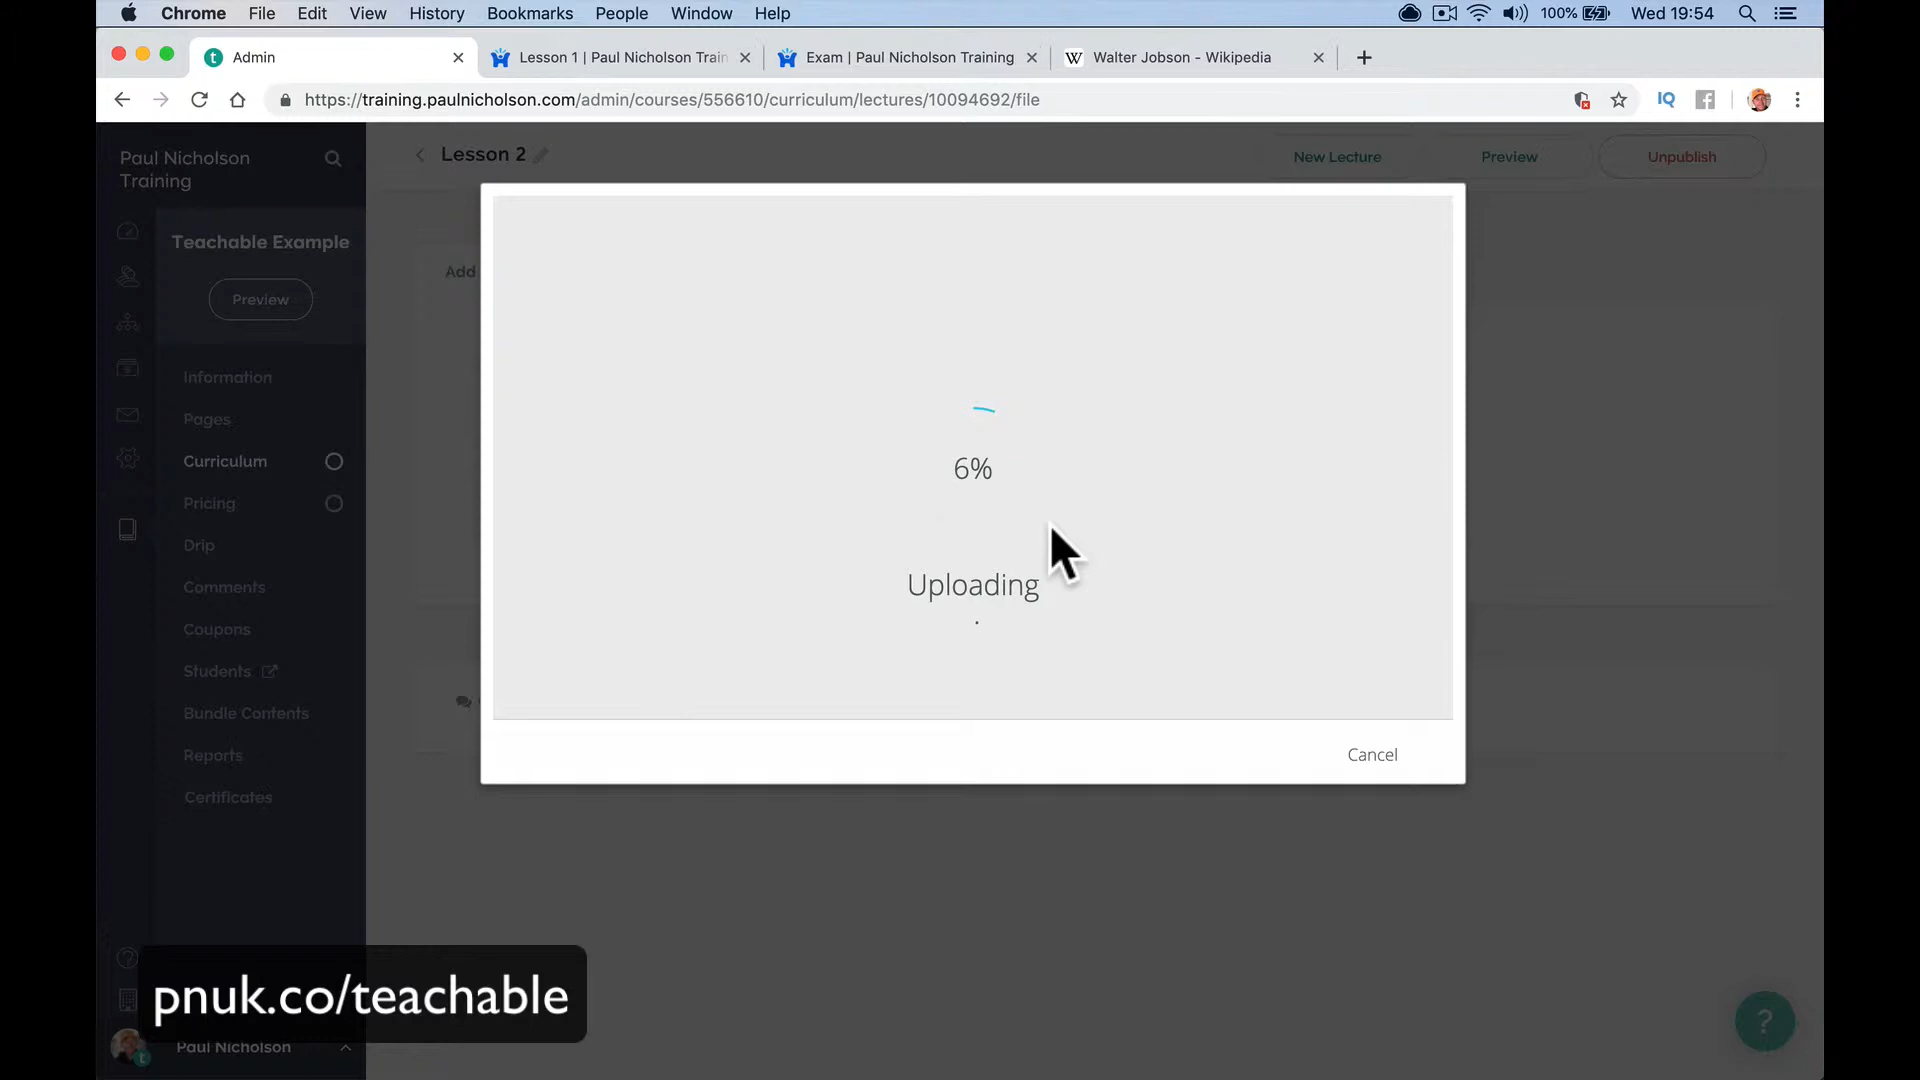 Chrome File Edit View History Bookmarks People Window Help 100% Wed 19:54
Admin
Lesson 1 | Paul Nicholson Train
Exam | Paul Nicholson Training
W Walter Jobson - Wikipedia
https://training.paulnicholson.com/admin/courses/556610/curriculum/lectures/10094692/file
IQ
Paul Nicholson
Training
Lesson 2
New Lecture
Preview
Unpublish
Teachable Example
Preview
Add
Information
Pages
Curriculum
Pricing
Drip
Comments
Coupons
Students
Bundle Contents
Reports
Certificates
6%
Uploading
.
Cancel
pnuk.co/teachable
Paul Nicholson
?